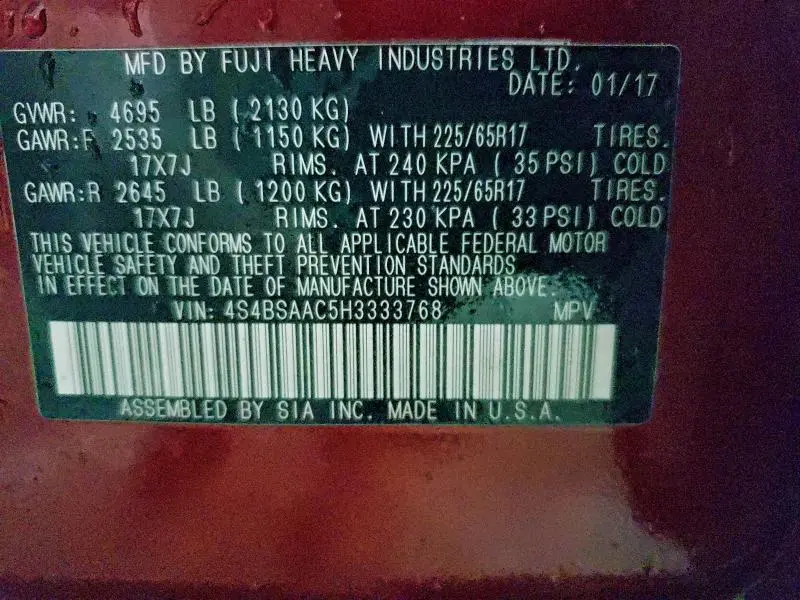 MFD BY FUJI HEAVY INDUSTRIES LTD.
DATE: 01/17
GVWR: 4695 LB ( 2130 KG)
GAWR:F 2535 LB ( 1150 KG) WITH 225/65R17 TIRES.
17X7J RIMS. AT 240 KPA ( 35 PSI) COLD
GAWR:R 2645 LB ( 1200 KG) WITH 225/65R17 TIRES.
17X7J RIMS. AT 230 KPA ( 33 PSI) COLD
THIS VEHICLE CONFORMS TO ALL APPLICABLE FEDERAL MOTOR
VEHICLE SAFETY AND THEFT PREVENTION STANDARDS
IN EFFECT ON THE DATE OF MANUFACTURE SHOWN ABOVE.
VIN: 4S4BSAAC5H3333768 MPV
ASSEMBLED BY SIA INC. MADE IN U.S.A.